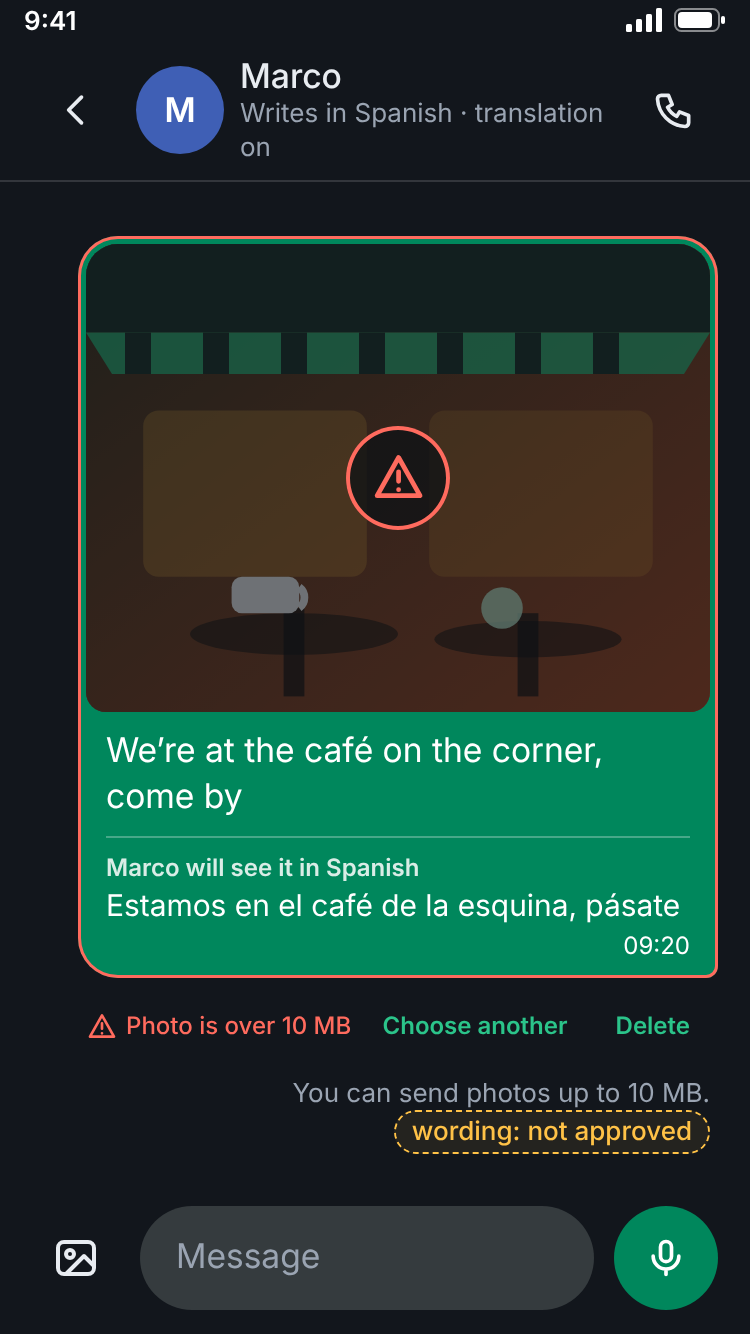 9:41
M
Marco
Writes in Spanish · translation
on
We’re at the café on the corner,
come by
Marco will see it in Spanish
Estamos en el café de la esquina, pásate
09:20
Photo is over 10 MB Choose another Delete
You can send photos up to 10 MB.
wording: not approved
Message